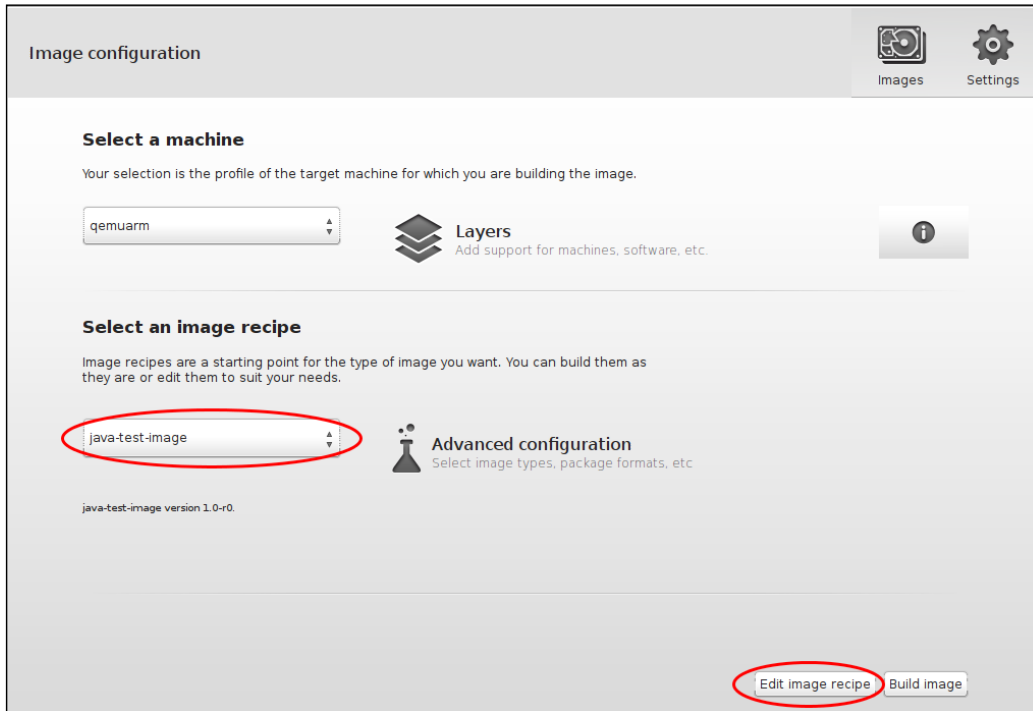 Image configuration
Images
Settings
Select a machine
Your selection is the profile of the target machine for which you are building the image.
qemuarm
Layers
Add support for machines, software, etc.
Select an image recipe
Image recipes are a starting point for the type of image you want. You can build them as
they are or edit them to suit your needs.
java-test-image
Advanced configuration
Select image types, package formats, etc
java-test-image version 1.0-r0.
Edit image recipe
Build image